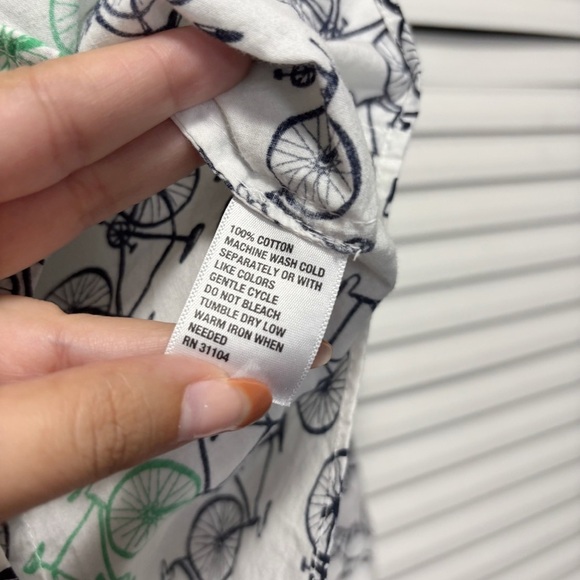 100% COTTON
MACHINE WASH COLD
SEPARATELY OR WITH
LIKE COLORS
GENTLE CYCLE
DO NOT BLEACH
TUMBLE DRY LOW
WARM IRON WHEN
NEEDED
RN 31104